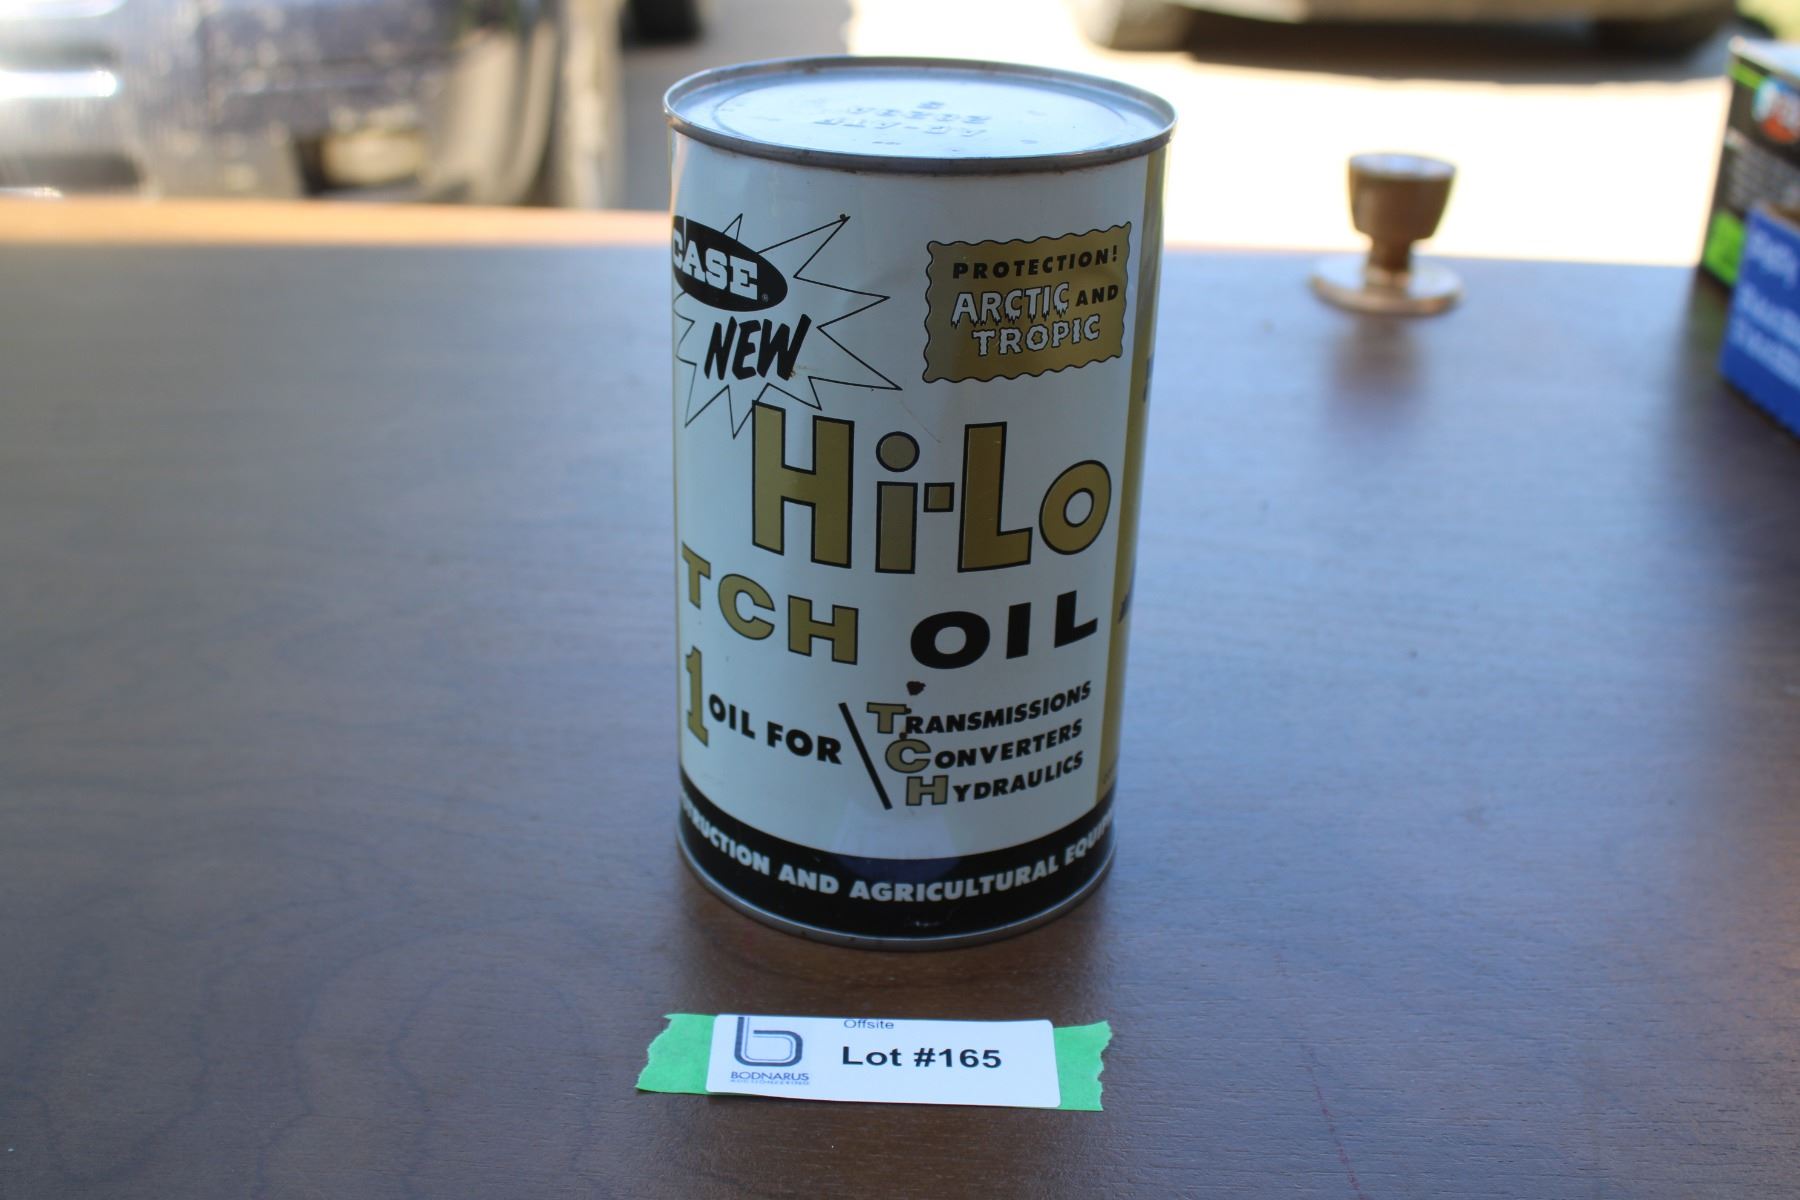 CASE
NEW
PROTECTION!
ARCTIC AND
TROPIC
Hi-Lo
TCH OIL
1 OIL FOR
TRANSMISSIONS
CONVERTERS
HYDRAULICS
RUCTION AND AGRICULTURAL EQUIP
Offsite
Lot #165
BODNARUS